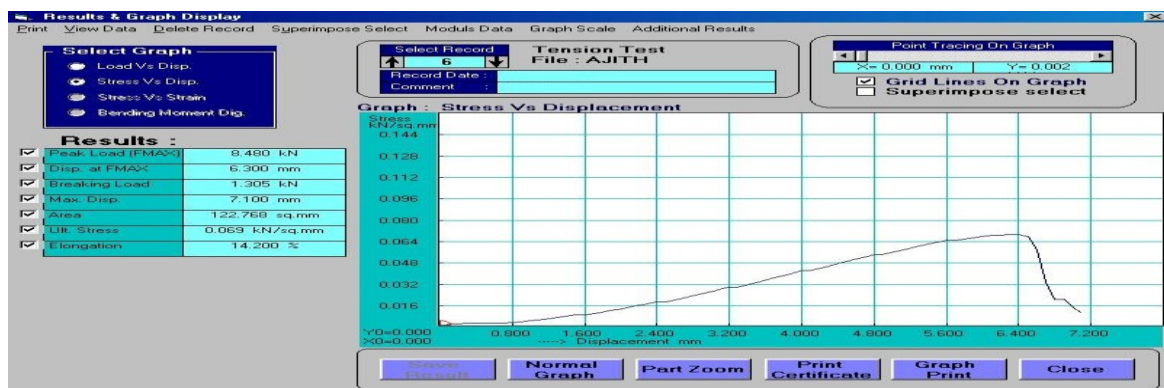 Results & Graph Display
Print View Data Delete Record Superimpose Select Moduls Data Graph Scale Additional Results
Select Graph
Load Vs Disp.
Stress Vs Disp.
Stress Vs Strain
Bending Moment Dig.
Select Record
6
Tension Test
File : AJITH
Record Date :
Comment :
Point Tracing On Graph
X= 0.000 mm Y= 0.002
Grid Lines On Graph
Superimpose select
Results :
Peak Load (FMAX) 8.480 kN
Disp. at FMAX 6.300 mm
Breaking Load 1.305 kN
Max. Disp. 7.100 mm
Area 122.768 sq.mm
Ult. Stress 0.069 kN/sq.mm
Elongation 14.200 %
Graph : Stress Vs Displacement
Stress
kN/sq.mm
0.144
0.128
0.112
0.096
0.080
0.064
0.048
0.032
0.016
Y0=0.000
X0=0.000
0.800 1.600 2.400 3.200 4.000 4.800 5.600 6.400 7.200
----> Displacement mm
Save Result
Normal Graph
Part Zoom
Print Certificate
Graph Print
Close